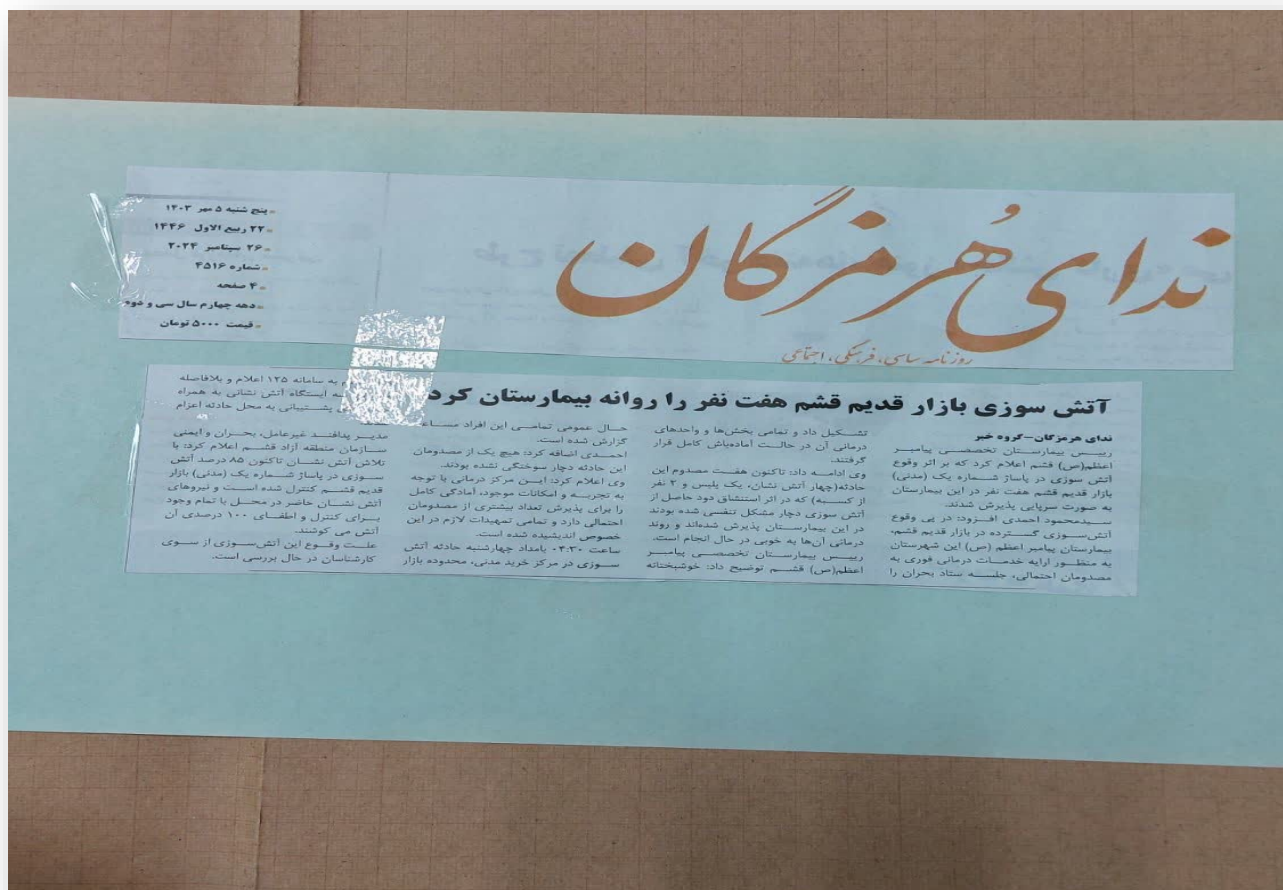 ندای هرمزگان
روزنامه سیاسی، فرهنگی، اجتماعی
پنج شنبه ۵ مهر ۱۴۰۳
۲۲ ربیع الاول ۱۴۴۶
۲۶ سپتامبر ۲۰۲۴
شماره ۴۵۱۶
۴ صفحه
دهه چهارم سال سی و دوم
قیمت ۵۰۰۰ تومان
آتش سوزی بازار قدیم قشم هفت نفر را روانه بیمارستان کرد
ندای هرمزگان-گروه خبر
رییس بیمارستان تخصصی پیامبر
اعظم(ص) قشم اعلام کرد که بر اثر وقوع
آتش سوزی در پاساژ شماره یک (مدنی)
بازار قدیم قشم هفت نفر در این بیمارستان
به صورت سرپایی پذیرش شدند.
سیدمحمود احمدی افزود: در پی وقوع
آتش‌سوزی گسترده در بازار قدیم قشم،
بیمارستان پیامبر اعظم (ص) این شهرستان
به منظور ارایه خدمات درمانی فوری به
مصدومان احتمالی، جلسه ستاد بحران را
تشکیل داد و تمامی بخش‌ها و واحدهای
درمانی آن در حالت آماده‌باش کامل قرار
گرفتند.
وی ادامه داد: تاکنون هفت مصدوم این
حادثه(چهار آتش نشان، یک پلیس و ۲ نفر
از کسبه) که در اثر استنشاق دود حاصل از
آتش سوزی دچار مشکل تنفسی شده بودند
در این بیمارستان پذیرش شده‌اند و روند
درمانی آن‌ها به خوبی در حال انجام است.
رییس بیمارستان تخصصی پیامبر
اعظم(ص) قشم توضیح داد: خوشبختانه
حال عمومی تمامی این افراد
گزارش شده است.
احمدی اضافه کرد: هیچ یک از مصدومان
این حادثه دچار سوختگی نشده بودند.
وی اعلام کرد: این مرکز درمانی با توجه
به تجربه و امکانات موجود، آمادگی کامل
را برای پذیرش تعداد بیشتری از مصدومان
احتمالی دارد و تمامی تمهیدات لازم در این
خصوص اندیشیده شده است.
ساعت ۰۴:۳۰ بامداد چهارشنبه حادثه آتش
سوزی در مرکز خرید مدنی، محدوده بازار
به سامانه ۱۲۵ اعلام و بلافاصله
ایستگاه آتش نشانی به همراه
پشتیبانی به محل حادثه اعزام
مدیر پدافند غیرعامل، بحران و ایمنی
سازمان منطقه آزاد قشم اعلام کرد: با
تلاش آتش نشان تاکنون ۸۵ درصد آتش
سوزی در پاساژ شماره یک (مدنی) بازار
قدیم قشم کنترل شده است و نیروهای
آتش نشان حاضر در محل با تمام وجود
برای کنترل و اطفای ۱۰۰ درصدی آن
آتش می کوشند.
علت وقوع این آتش‌سوزی از سوی
کارشناسان در حال بررسی است.